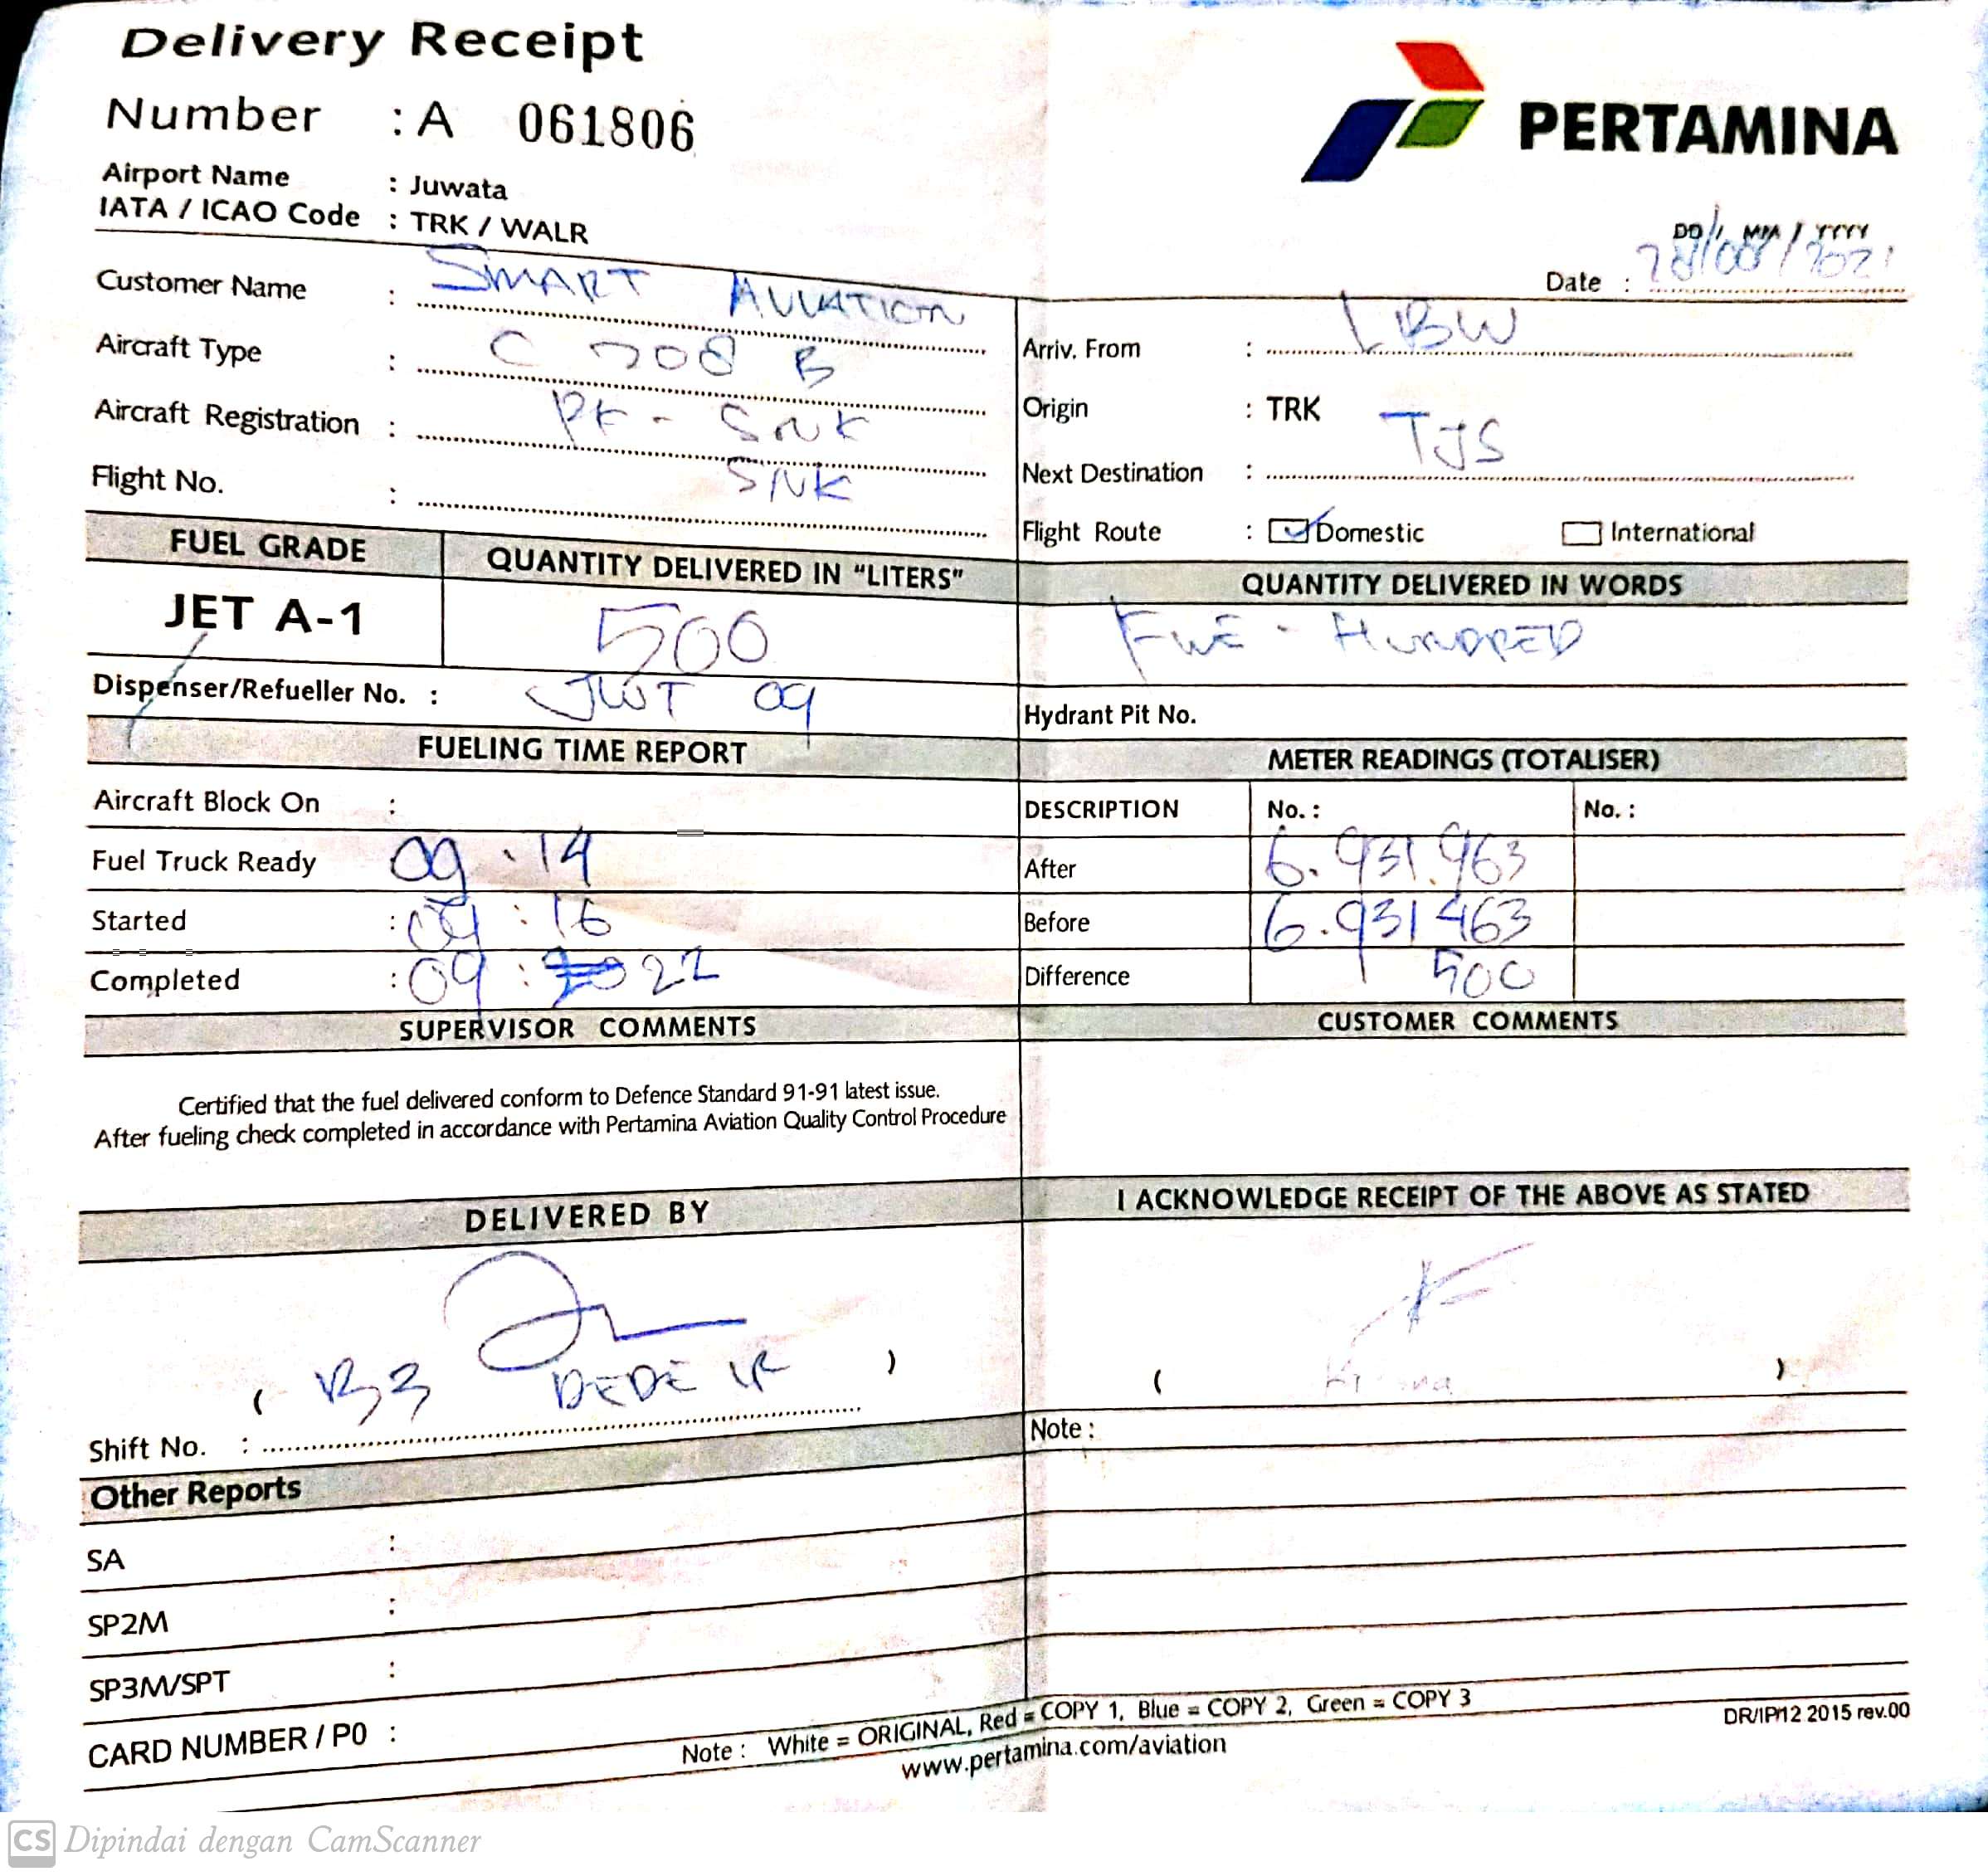 Delivery Receipt
PERTAMINA
Number : A 061806
Airport Name : Juwata
IATA / ICAO Code : TRK / WALR
DD / MM / YYYY
Date : 28/08/2021
Customer Name : SMART AVIATION
Aircraft Type : C 208 B
Aircraft Registration : PK - SNK
Flight No. : SNK
Arriv. From : LBW
Origin : TRK
Next Destination : TJS
Flight Route : Domestic International
FUEL GRADE QUANTITY DELIVERED IN "LITERS" QUANTITY DELIVERED IN WORDS
JET A-1 500 FIVE - HUNDRED
Dispenser/Refueller No. : JWT 09 Hydrant Pit No.
FUELING TIME REPORT METER READINGS (TOTALISER)
Aircraft Block On : DESCRIPTION No. : No. :
Fuel Truck Ready 09 : 14 After 6.931.963
Started : 09 : 16 Before 6.931 463
Completed : 09 : 22 Difference 500
SUPERVISOR COMMENTS CUSTOMER COMMENTS
Certified that the fuel delivered conform to Defence Standard 91-91 latest issue.
After fueling check completed in accordance with Pertamina Aviation Quality Control Procedure
DELIVERED BY I ACKNOWLEDGE RECEIPT OF THE ABOVE AS STATED
( B3 DEDE )
( )
Shift No. : Note :
Other Reports
SA :
SP2M :
SP3M/SPT :
CARD NUMBER / P0 :
Note : White = ORIGINAL, Red = COPY 1, Blue = COPY 2, Green = COPY 3
DR/IP/12 2015 rev.00
www.pertamina.com/aviation
CS Dipindai dengan CamScanner